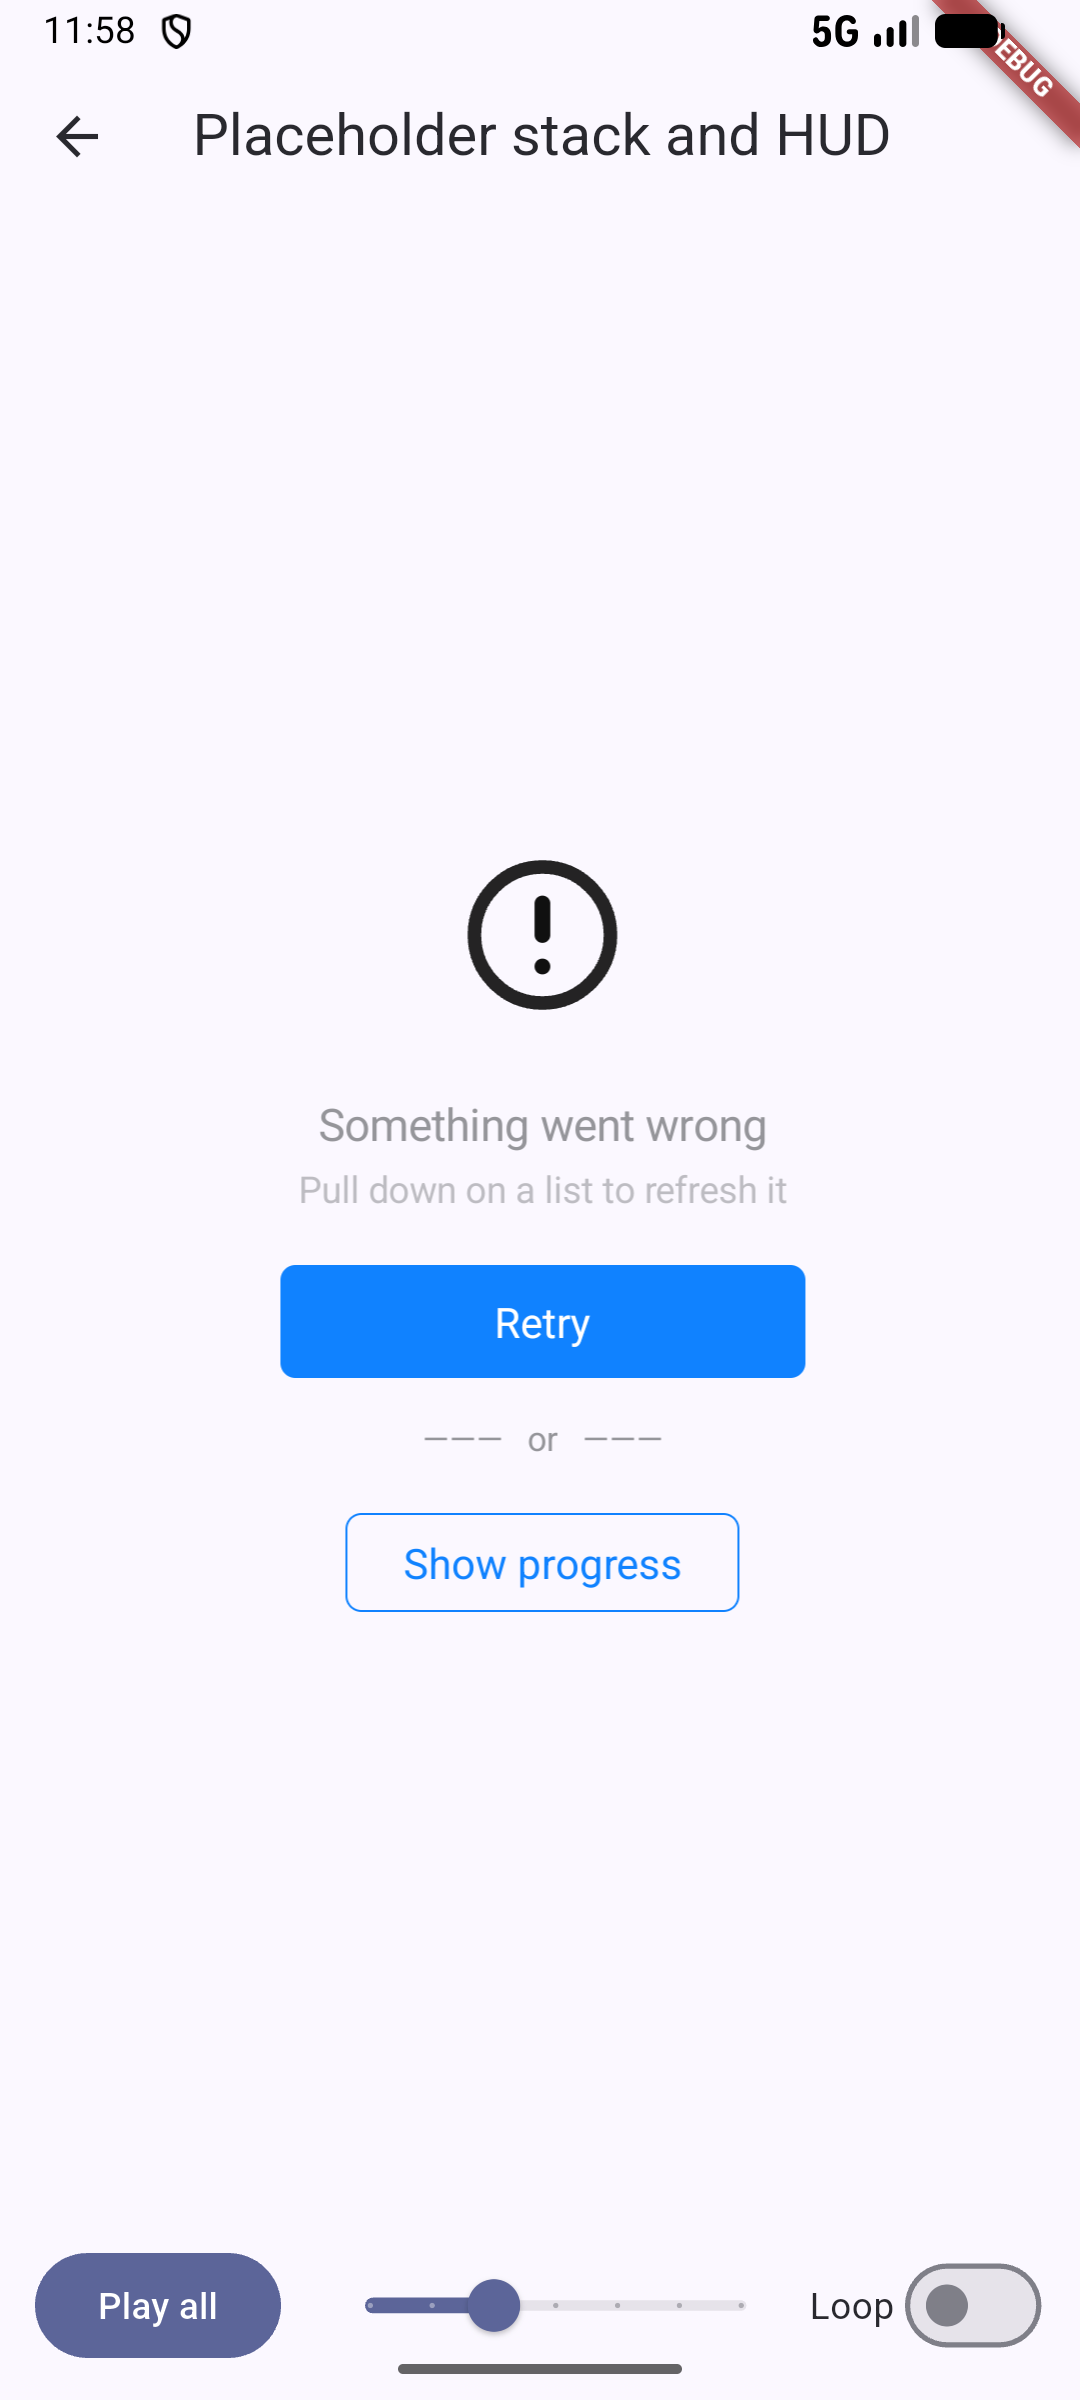 11:58
5G
EBUG
Placeholder stack and HUD
Something went wrong
Pull down on a list to refresh it
Retry
——— or ———
Show progress
Play all
Loop